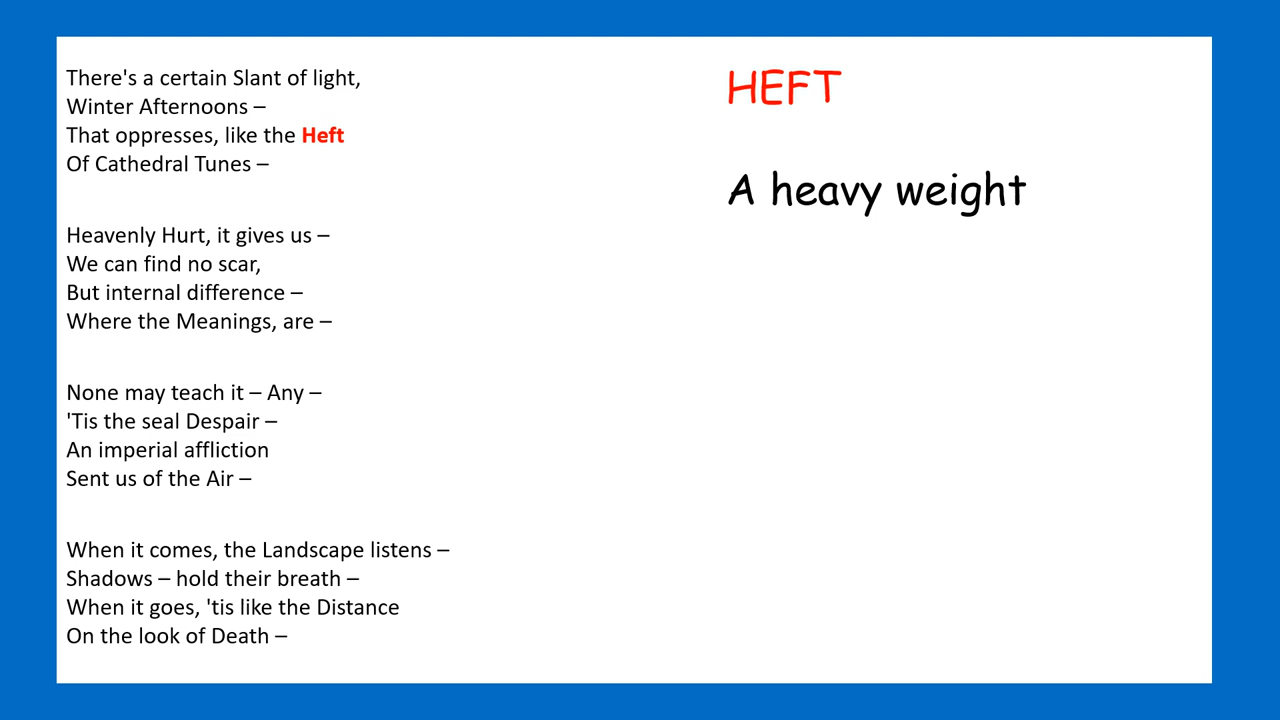 There's a certain Slant of light,
Winter Afternoons –
That oppresses, like the Heft
Of Cathedral Tunes –
Heavenly Hurt, it gives us –
We can find no scar,
But internal difference –
Where the Meanings, are –
None may teach it – Any –
'Tis the seal Despair –
An imperial affliction
Sent us of the Air –
When it comes, the Landscape listens –
Shadows – hold their breath –
When it goes, 'tis like the Distance
On the look of Death –
HEFT
A heavy weight